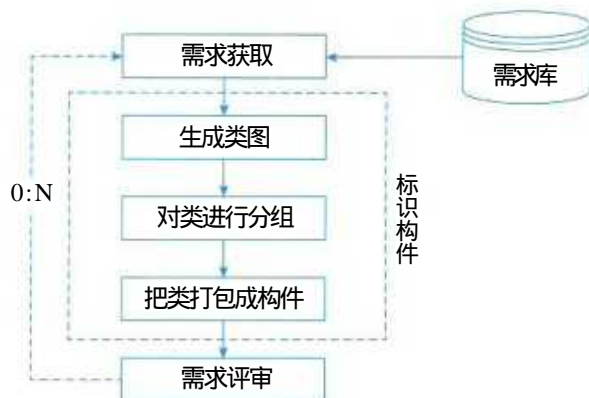 需求获取
需求库
生成类图
对类进行分组
把类打包成构件
需求评审
0:N
标识构件